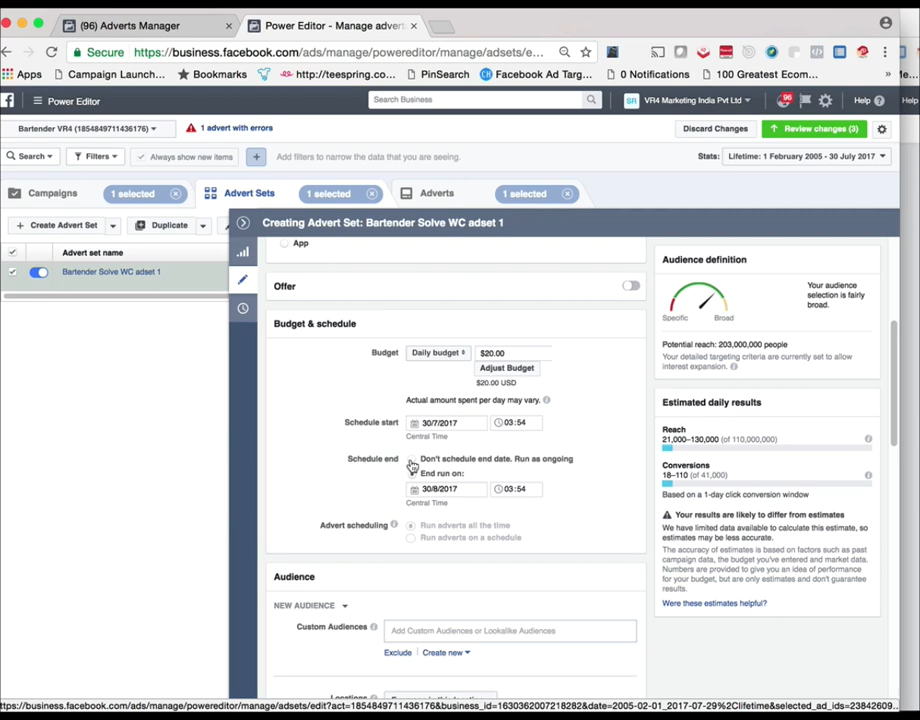 (96) Adverts Manager
Power Editor - Manage advert
Secure https://business.facebook.com/ads/manage/powereditor/manage/adsets/e...
Apps Campaign Launch... Bookmarks http://teespring.co... PinSearch Facebook Ad Targ... 0 Notifications 100 Greatest Ecom... »
Power Editor Search Business SR VR4 Marketing India Pvt Ltd 96 Help
Bartender VR4 (1854849711436176) 1 advert with errors Discard Changes Review changes (3)
Search Filters Always show new items + Add filters to narrow the data that you are seeing. Stats: Lifetime: 1 February 2005 - 30 July 2017
Campaigns 1 selected Advert Sets 1 selected Adverts 1 selected
+ Create Advert Set Duplicate Creating Advert Set: Bartender Solve WC adset 1
Advert set name
Bartender Solve WC adset 1
App
Offer
Budget & schedule
Budget Daily budget $20.00
Adjust Budget
$20.00 USD
Actual amount spent per day may vary.
Schedule start 30/7/2017 03:54
Central Time
Schedule end Don't schedule end date. Run as ongoing
End run on:
30/8/2017 03:54
Central Time
Advert scheduling Run adverts all the time
Run adverts on a schedule
Audience
NEW AUDIENCE
Custom Audiences Add Custom Audiences or Lookalike Audiences
Exclude Create new
Audience definition
Your audience selection is fairly broad.
Specific Broad
Potential reach: 203,000,000 people
Your detailed targeting criteria are currently set to allow
interest expansion.
Estimated daily results
Reach
21,000–130,000 (of 110,000,000)
Conversions
18–110 (of 41,000)
Based on a 1-day click conversion window
Your results are likely to differ from estimates
We have limited data available to calculate this estimate, so
estimates may be less accurate.
The accuracy of estimates is based on factors such as past
campaign data, the budget you've entered and market data.
Numbers are provided to give you an idea of performance
for your budget, but are only estimates and don't guarantee
results.
Were these estimates helpful?
https://business.facebook.com/ads/manage/powereditor/manage/adsets/edit?act=1854849711436176&business_id=1630362007218282&date=2005-02-01_2017-07-29%2Clifetime&selected_ad_ids=23842609...